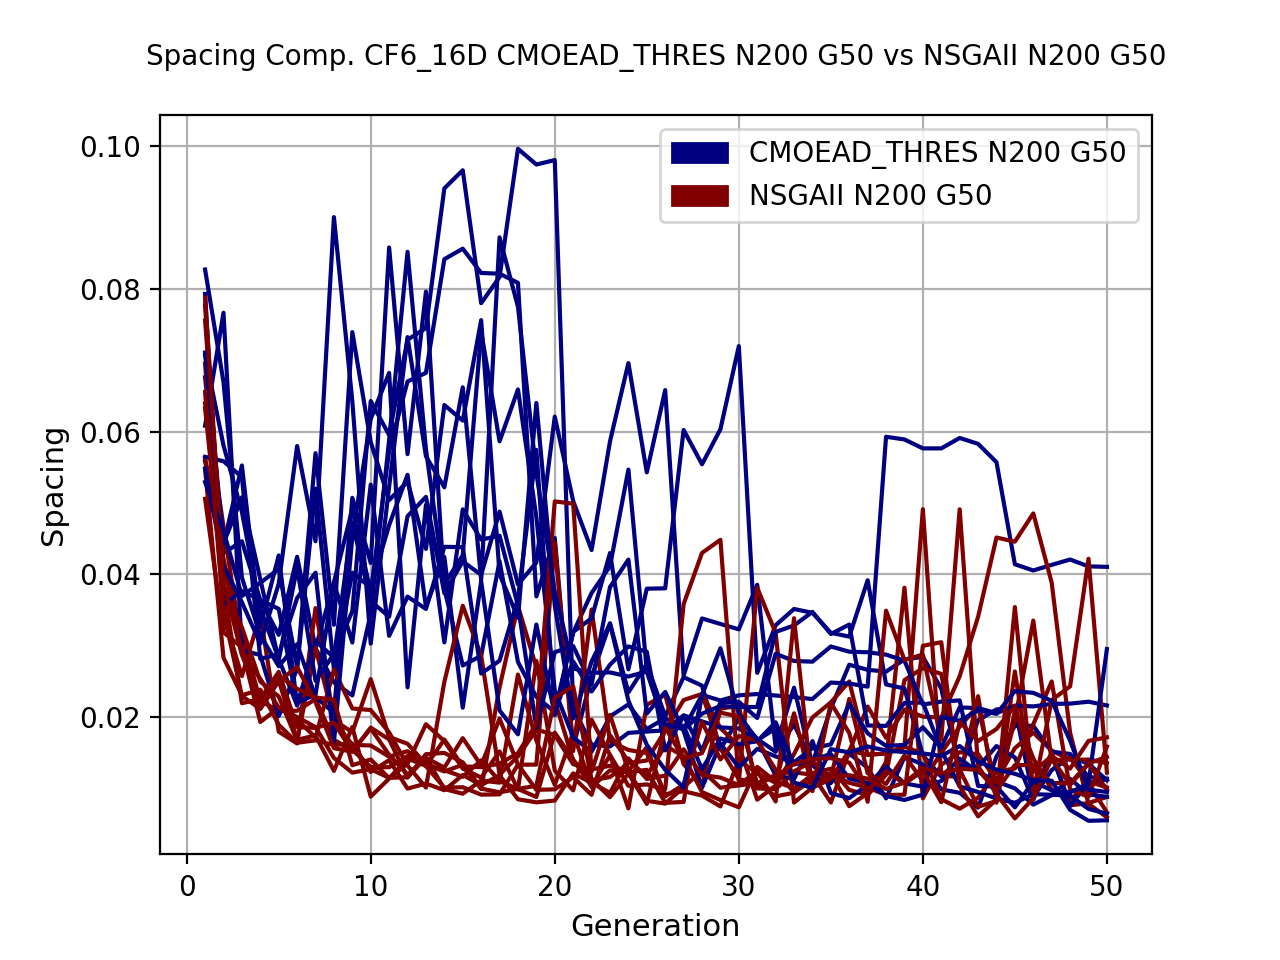 Spacing Comp. CF6_16D CMOEAD_THRES N200 G50 vs NSGAII N200 G50
CMOEAD_THRES N200 G50
NSGAII N200 G50
0.10
0.08
0.06
0.04
0.02
Spacing
0 10 20 30 40 50
Generation